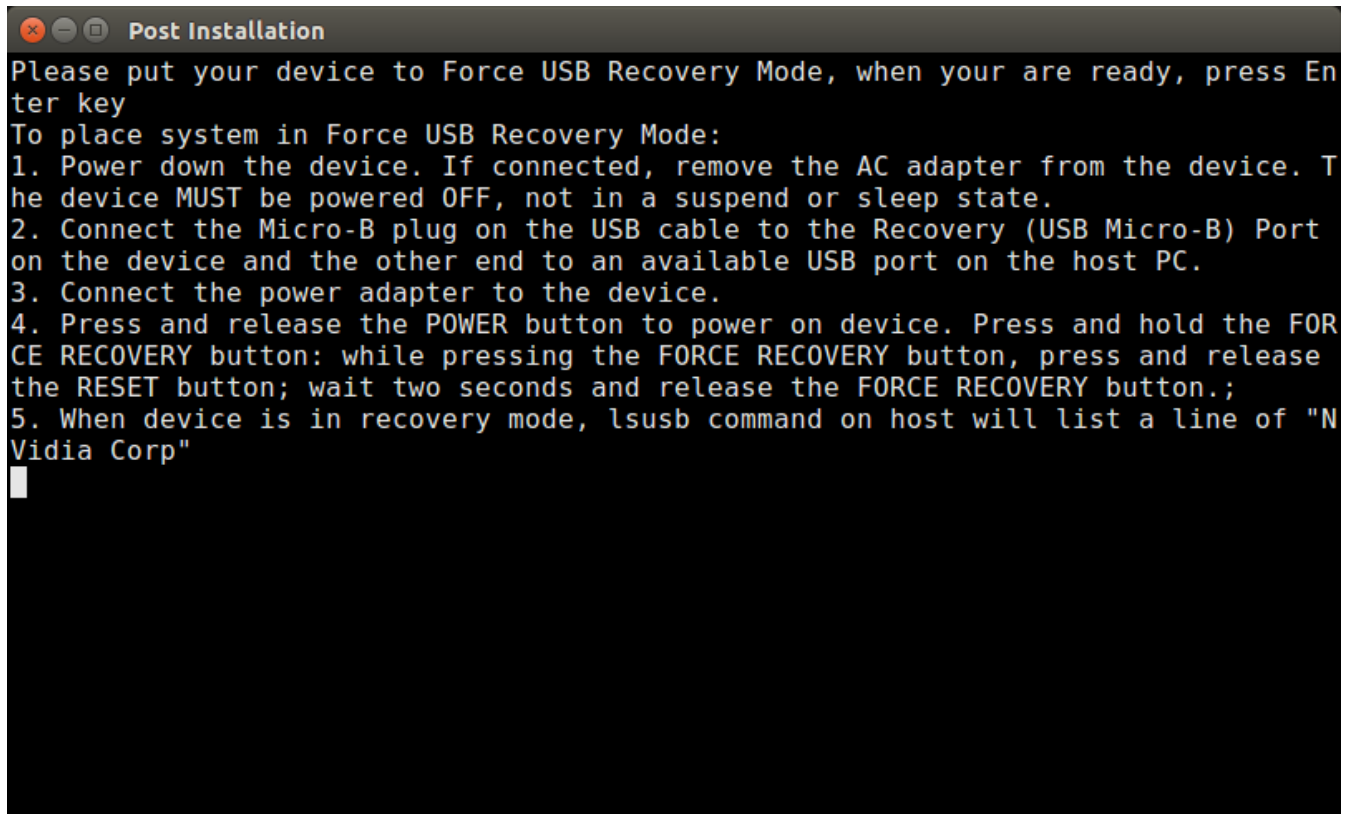 Post Installation
Please put your device to Force USB Recovery Mode, when your are ready, press En
ter key
To place system in Force USB Recovery Mode:
1. Power down the device. If connected, remove the AC adapter from the device. T
he device MUST be powered OFF, not in a suspend or sleep state.
2. Connect the Micro-B plug on the USB cable to the Recovery (USB Micro-B) Port
on the device and the other end to an available USB port on the host PC.
3. Connect the power adapter to the device.
4. Press and release the POWER button to power on device. Press and hold the FOR
CE RECOVERY button: while pressing the FORCE RECOVERY button, press and release
the RESET button; wait two seconds and release the FORCE RECOVERY button.;
5. When device is in recovery mode, lsusb command on host will list a line of "N
Vidia Corp"